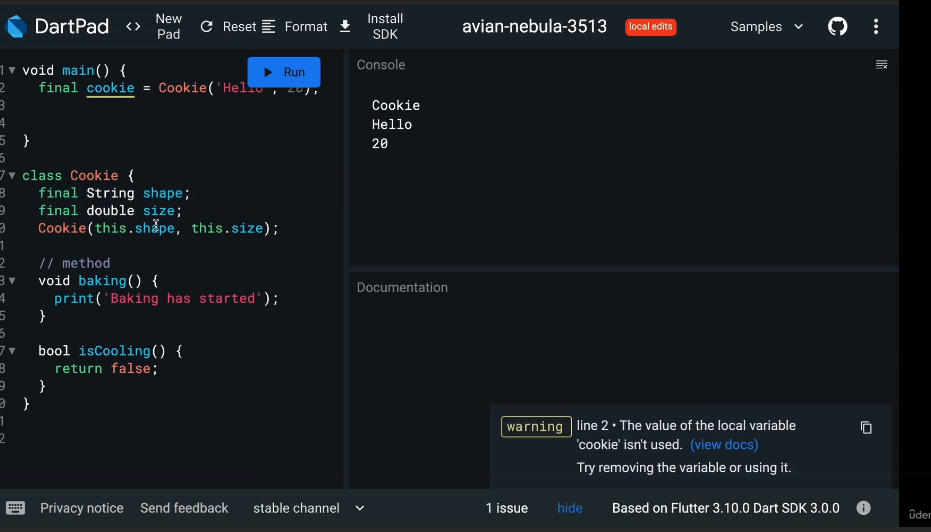 DartPad
<> New Pad
Reset
Format
Install SDK
avian-nebula-3513
local edits
Samples
1 void main() {
2 final cookie = Cookie('Hello', 20);
3
4
5 }
6
7 class Cookie {
8 final String shape;
9 final double size;
0 Cookie(this.shape, this.size);
1
2 // method
3 void baking() {
4 print('Baking has started');
5 }
6
7 bool isCooling() {
8 return false;
9 }
0 }
1
2
Run
Console
Cookie
Hello
20
Documentation
warning
line 2 • The value of the local variable
'cookie' isn't used. (view docs)
Try removing the variable or using it.
Privacy notice
Send feedback
stable channel
1 issue
hide
Based on Flutter 3.10.0 Dart SDK 3.0.0